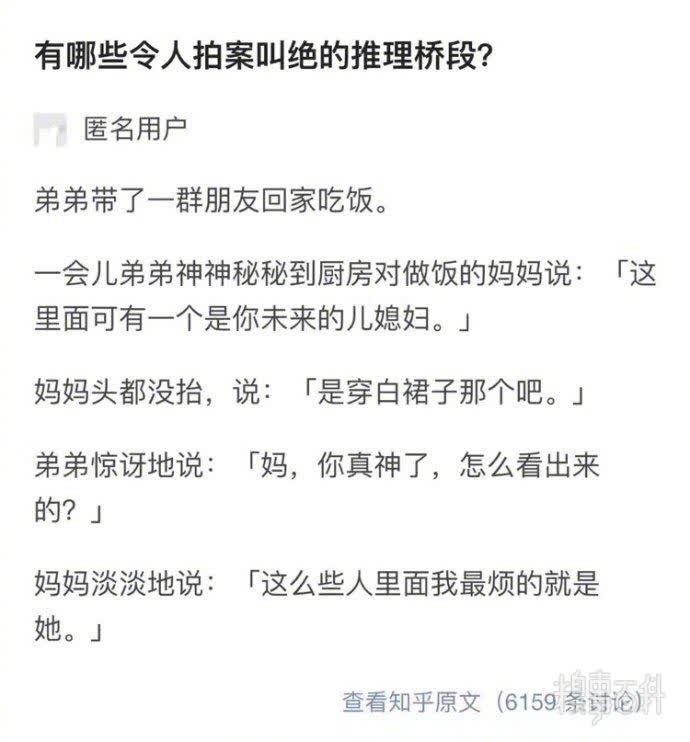 有哪些令人拍案叫绝的推理桥段？
匿名用户
弟弟带了一群朋友回家吃饭。
一会儿弟弟神神秘秘到厨房对做饭的妈妈说：「这
里面可有一个是你未来的儿媳妇。」
妈妈头都没抬，说：「是穿白裙子那个吧。」
弟弟惊讶地说：「妈，你真神了，怎么看出来
的？」
妈妈淡淡地说：「这么些人里面我最烦的就是
她。」
查看知乎原文（6159 条讨论）